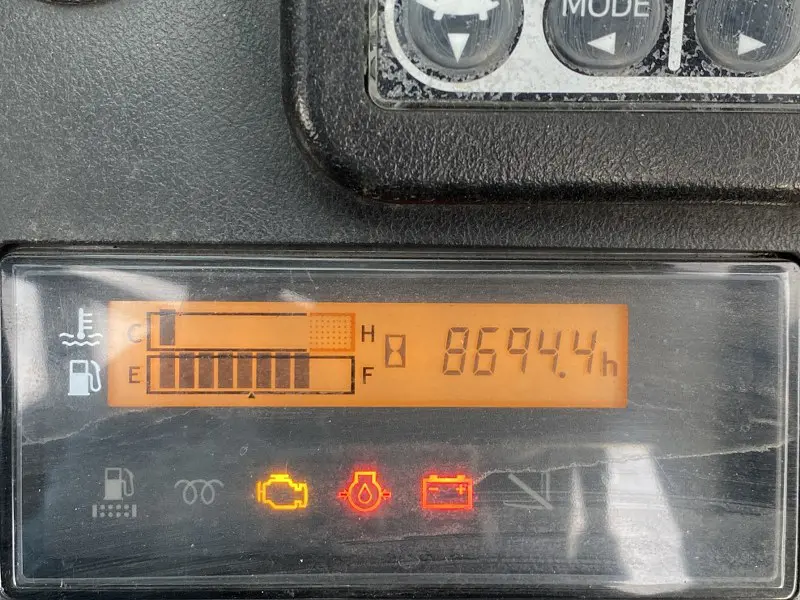 MODE
C H
8694.4h
E F
- +